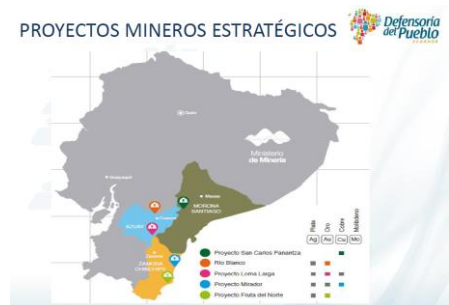 PROYECTOS MINEROS ESTRATÉGICOS
Defensoría
del Pueblo
ECUADOR
Quito
Ministerio
de Minería
Guayaquil
Macas
MORONA
SANTIAGO
Cuenca
AZUAY
Zamora
ZAMORA
CHINCHIPE
Plata
Oro
Cobre
Molibdeno
Ag
Au
Cu
Mo
Proyecto San Carlos Panantza
Río Blanco
Proyecto Loma Larga
Proyecto Mirador
Proyecto Fruta del Norte